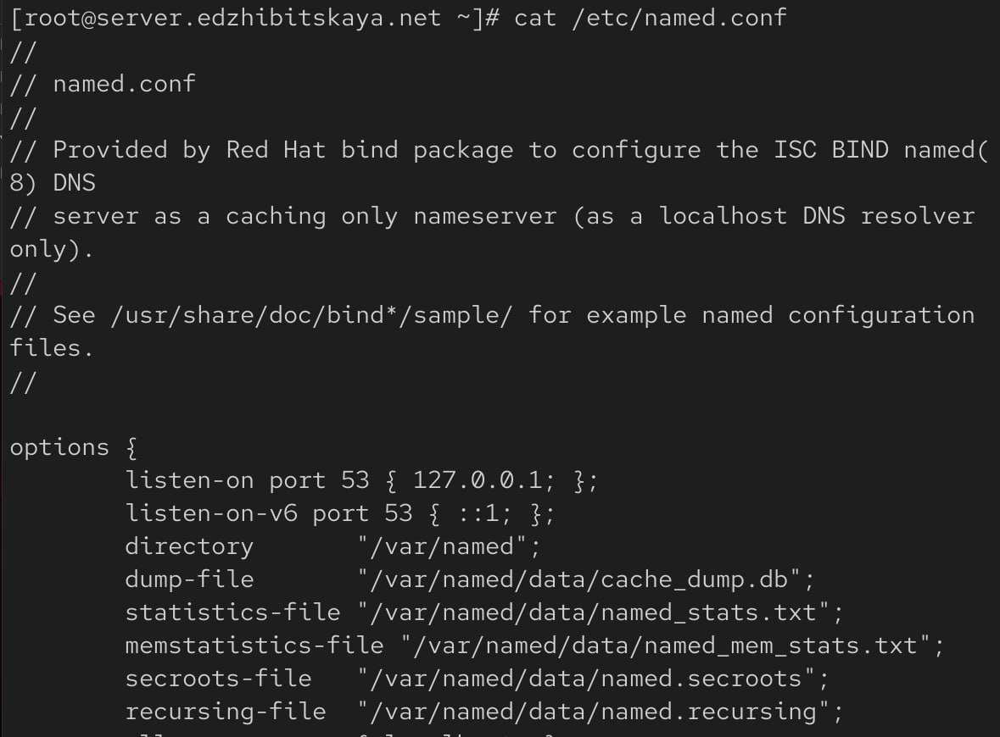 [root@server.edzhibitskaya.net ~]# cat /etc/named.conf
//
// named.conf
//
// Provided by Red Hat bind package to configure the ISC BIND named(
8) DNS
// server as a caching only nameserver (as a localhost DNS resolver
only).
//
// See /usr/share/doc/bind*/sample/ for example named configuration
files.
//

options {
        listen-on port 53 { 127.0.0.1; };
        listen-on-v6 port 53 { ::1; };
        directory       "/var/named";
        dump-file       "/var/named/data/cache_dump.db";
        statistics-file "/var/named/data/named_stats.txt";
        memstatistics-file "/var/named/data/named_mem_stats.txt";
        secroots-file   "/var/named/data/named.secroots";
        recursing-file  "/var/named/data/named.recursing";